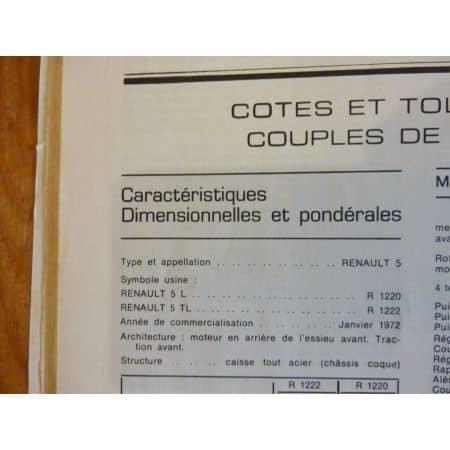 COTES ET TOL
COUPLES DE
Caractéristiques
Dimensionnelles et pondérales
Type et appellation .. .. .. .. .. .. .. .. .. RENAULT 5
Symbole usine :
RENAULT 5 L .. .. .. .. .. .. .. .. .. .. .. .. R 1220
RENAULT 5 TL .. .. .. .. .. .. .. .. .. .. .. R 1222
Année de commercialisation .. .. .. .. .. Janvier 1972
Architecture : moteur en arrière de l'essieu avant. Trac-
tion avant.
Structure .. .. .. .. caisse tout acier (châssis coque)
R 1222 R 1220
M
me
ava
Rot
mo
4 te
Pui
Pui
Pui
Rég
Cou
Rég
Rap
Alés
Cou